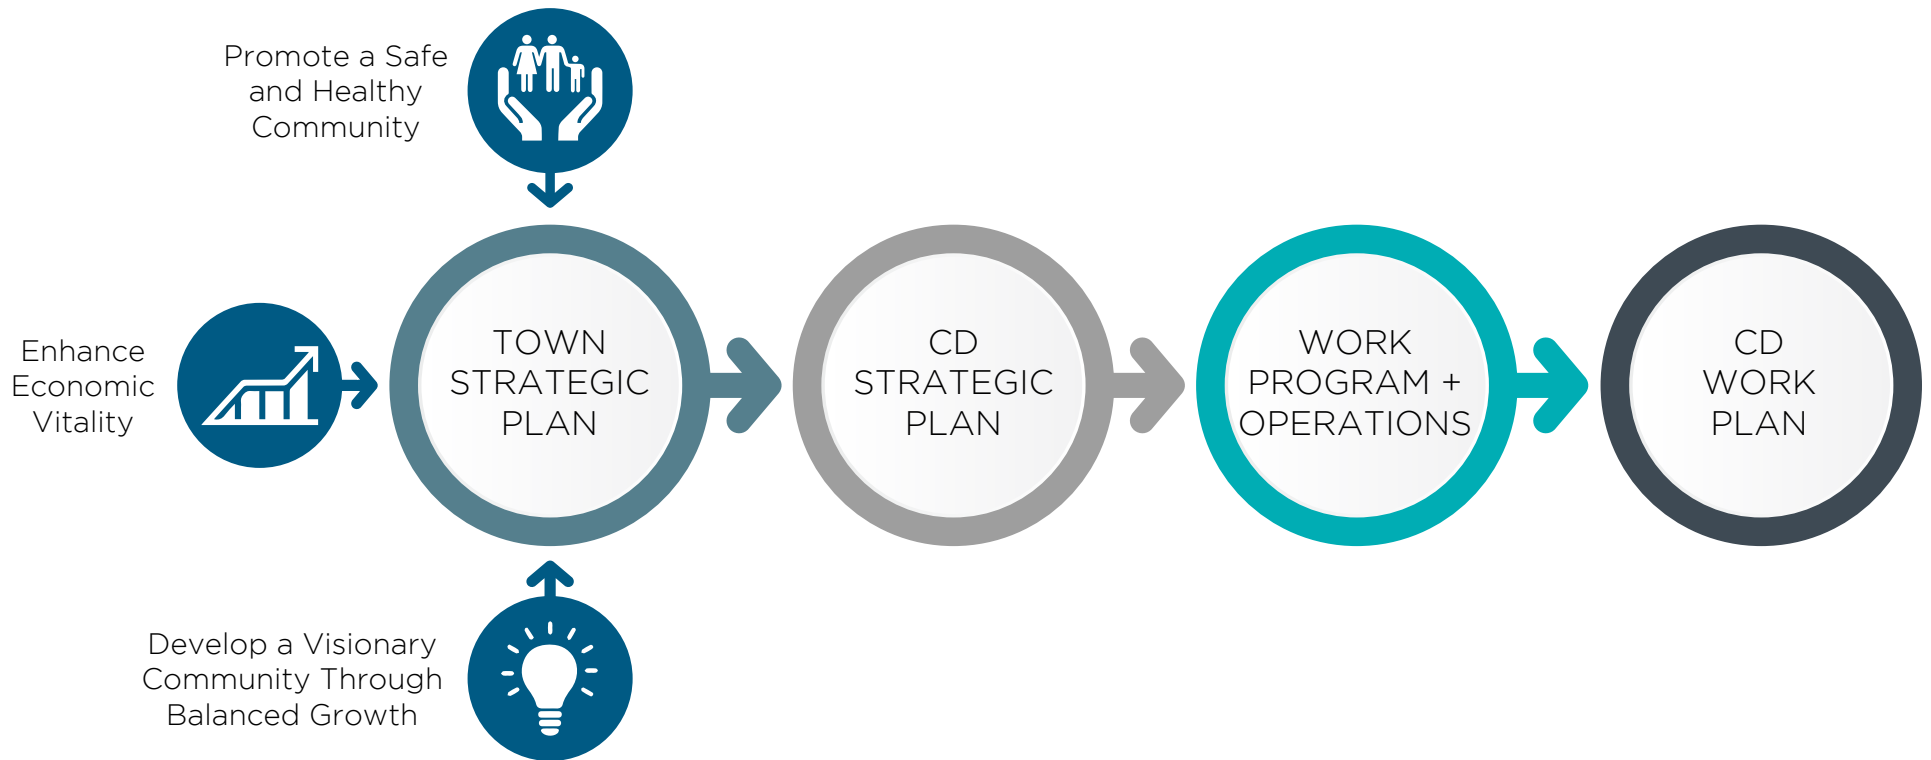 Promote a Safe
and Healthy
Community
Enhance
Economic
Vitality
TOWN
STRATEGIC
PLAN
CD
STRATEGIC
PLAN
WORK
PROGRAM +
OPERATIONS
CD
WORK
PLAN
Develop a Visionary
Community Through
Balanced Growth